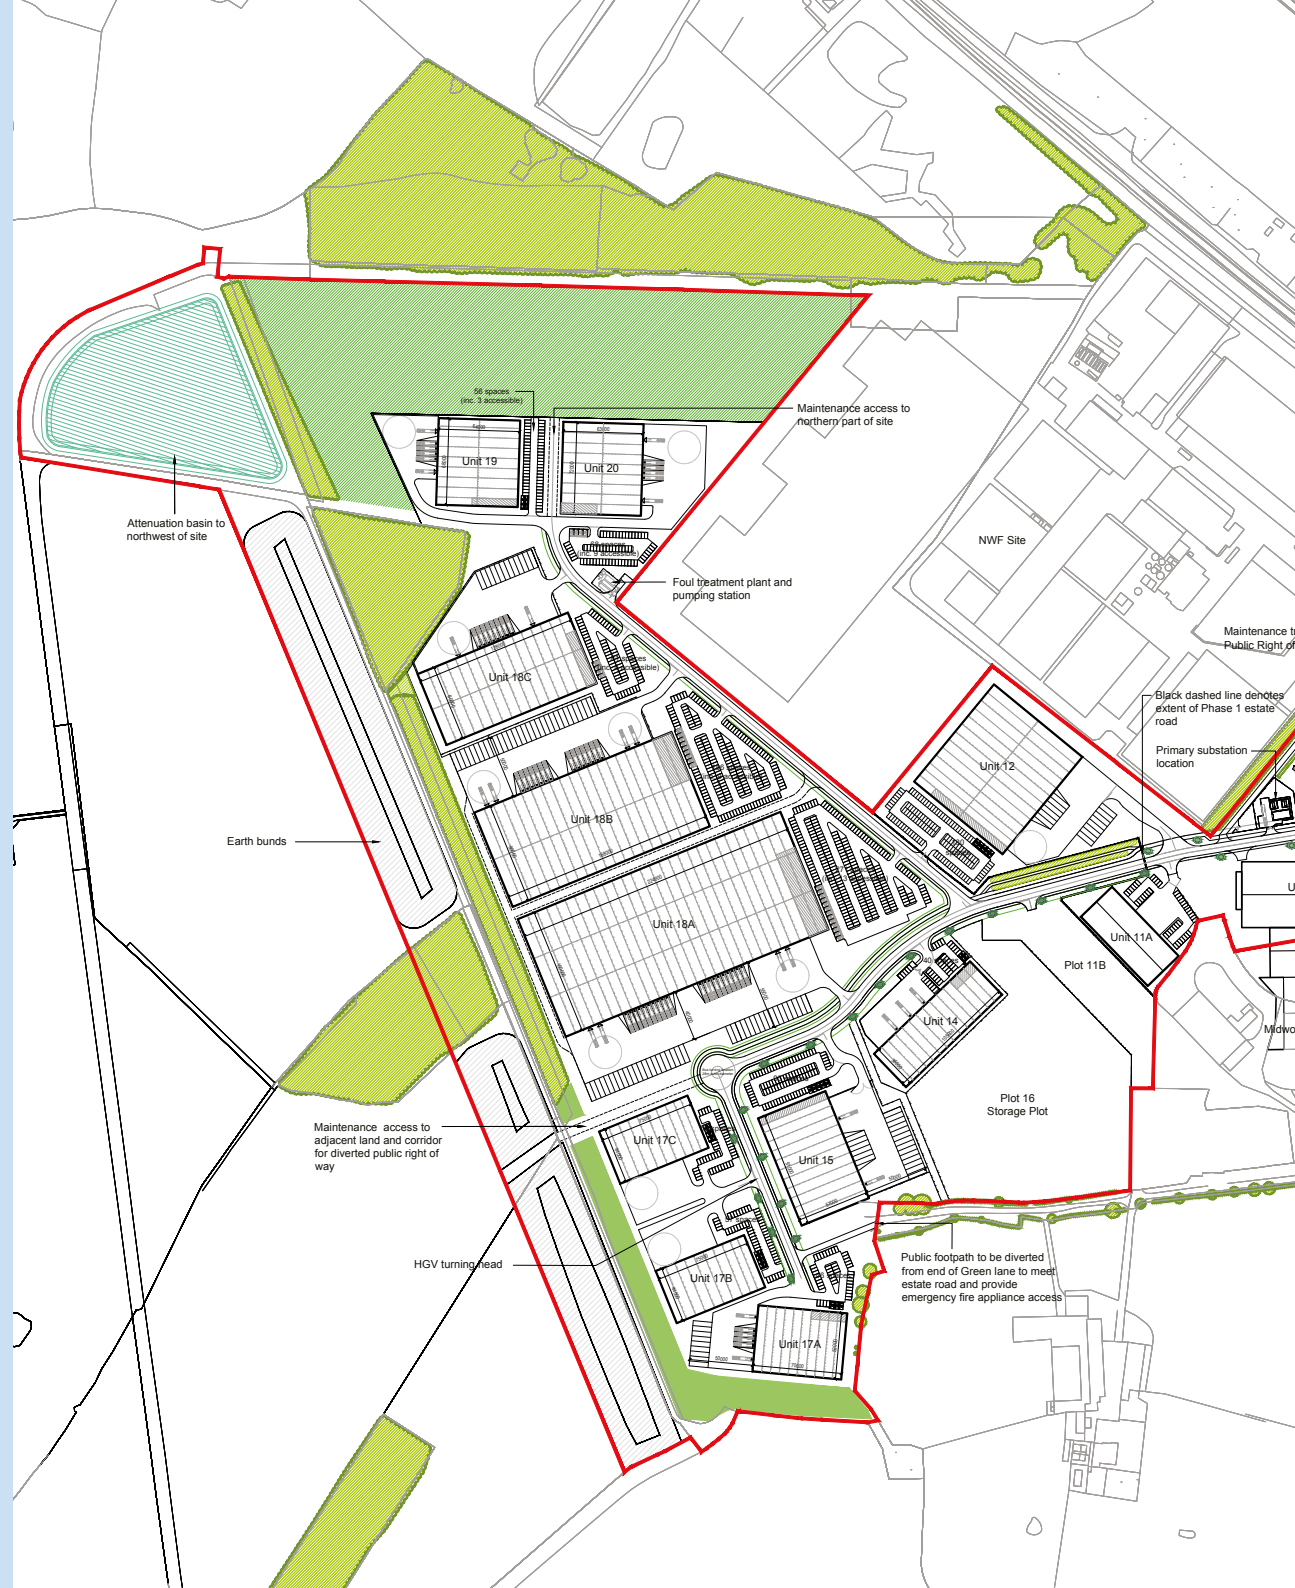 56 spaces
(inc. 3 accessible)
Maintenance access to
northern part of site
Unit 19
Unit 20
Attenuation basin to
northwest of site
NWF Site
(inc. 9 accessible)
Foul treatment plant and
pumping station
Maintenance
Public Right of
Unit 18C
Black dashed line denotes
extent of Phase 1 estate
road
Primary substation
location
Unit 12
Unit 18B
Earth bunds
Unit 18A
Unit 11A
Plot 11B
Unit 14
Plot 16
Storage Plot
Maintenance access to
adjacent land and corridor
for diverted public right of
way
Unit 17C
Unit 15
HGV turning head
Unit 17B
Public footpath to be diverted
from end of Green lane to meet
estate road and provide
emergency fire appliance access
Unit 17A